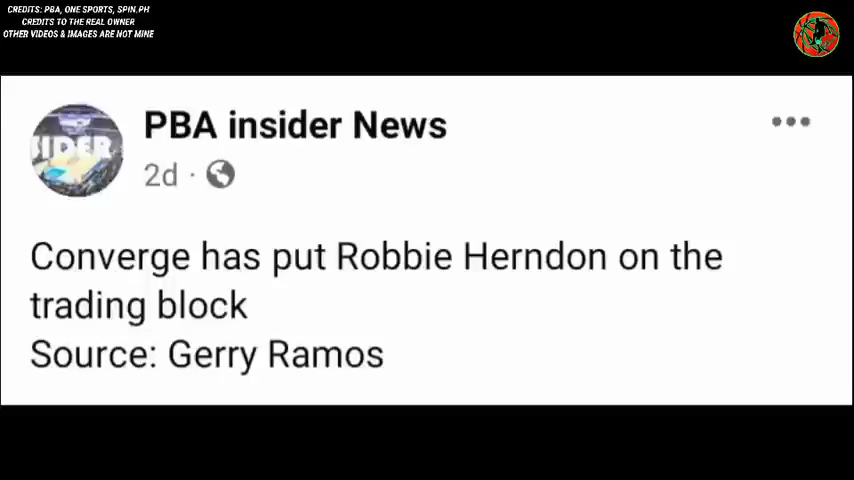 CREDITS: PBA, ONE SPORTS, SPIN.PH
CREDITS TO THE REAL OWNER
OTHER VIDEOS & IMAGES ARE NOT MINE
SIDER
PBA insider News
2d ·
Converge has put Robbie Herndon on the
trading block
Source: Gerry Ramos